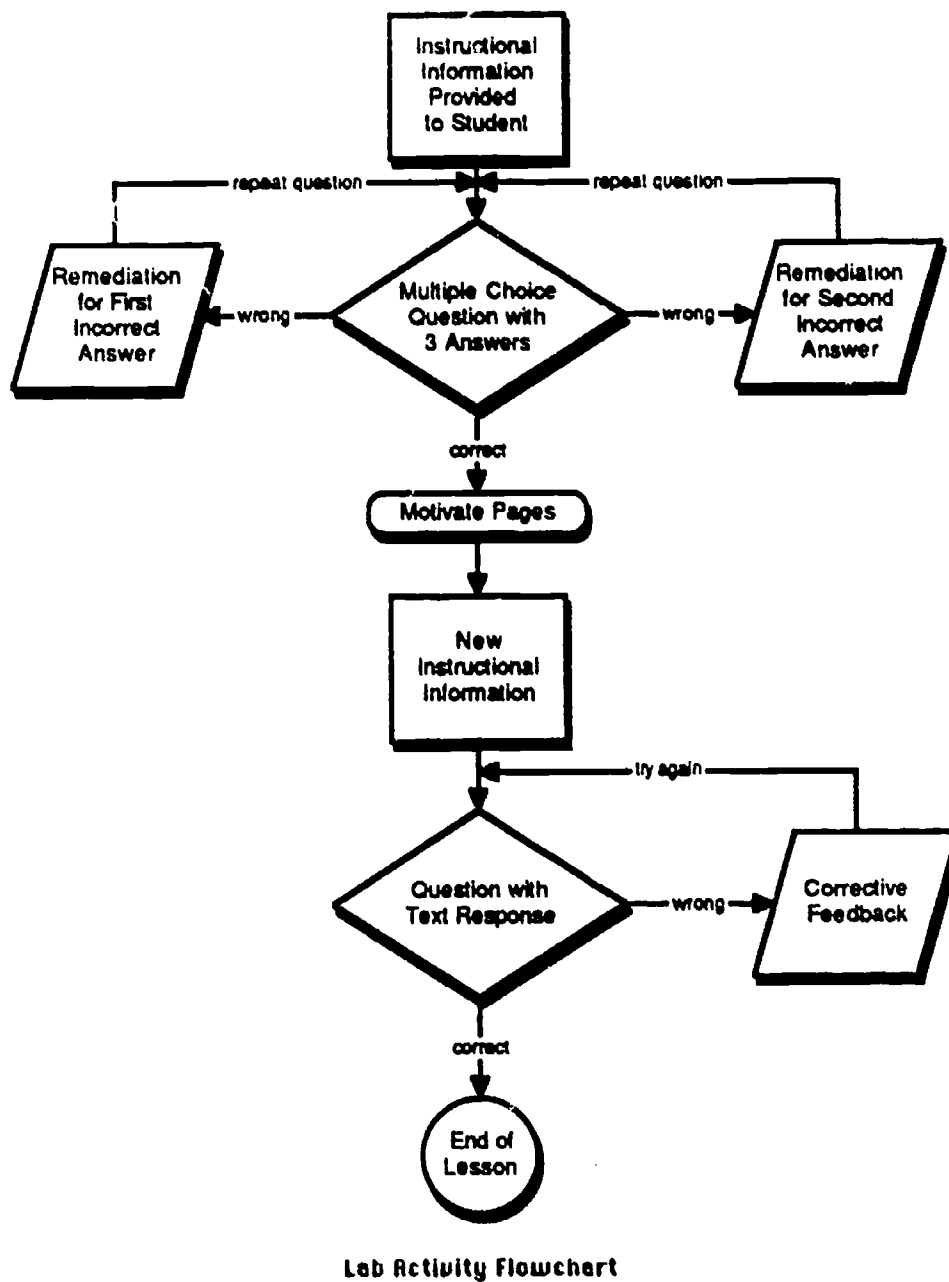 Instructional
Information
Provided
to Student
repeat question
repeat question
Remediation
for First
Incorrect
Answer
wrong
Multiple Choice
Question with
3 Answers
wrong
Remediation
for Second
Incorrect
Answer
correct
Motivate Pages
New
Instructional
Information
try again
Question with
Text Response
wrong
Corrective
Feedback
correct
End of
Lesson
Lab Activity Flowchart